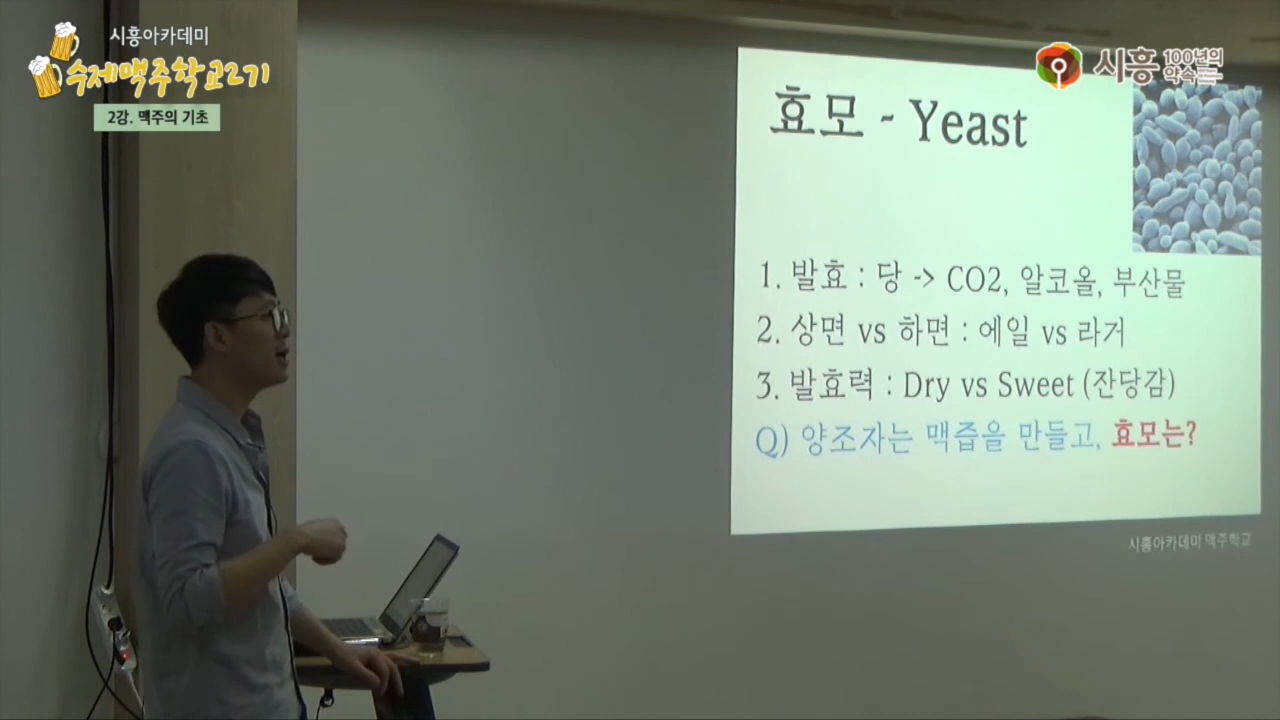 시흥아카데미
수제맥주학교2기
2강. 맥주의 기초
시흥 100년의 약속
효모 - Yeast
1. 발효 : 당 -> CO2, 알코올, 부산물
2. 상면 vs 하면 : 에일 vs 라거
3. 발효력 : Dry vs Sweet (잔당감)
Q) 양조자는 맥즙을 만들고, 효모는?
시흥아카데미 맥주학교